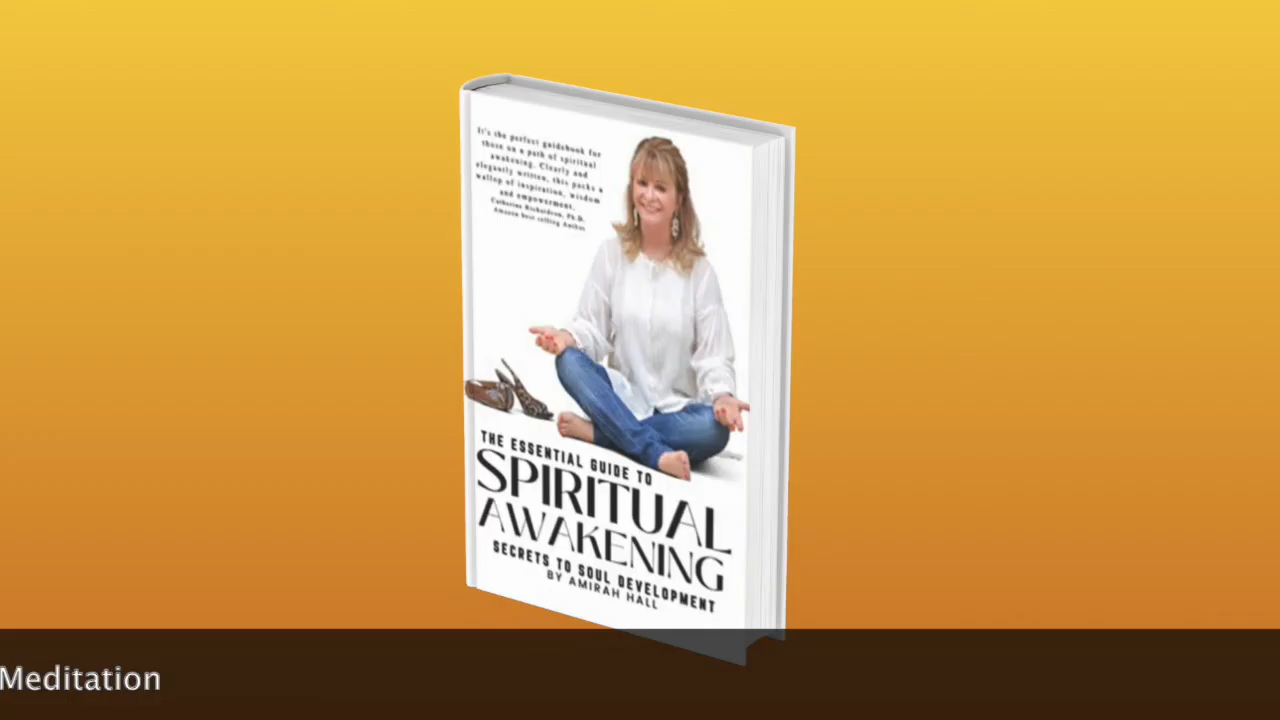 It's the perfect guidebook for
those on a path of spiritual
awakening. Clearly and
elegantly written, this packs a
wallop of inspiration, wisdom
and empowerment.
Catherine Richardson, Ph.D.
Amazon best selling Author
THE ESSENTIAL GUIDE TO
SPIRITUAL
AWAKENING
SECRETS TO SOUL DEVELOPMENT
BY AMIRAH HALL
Meditation